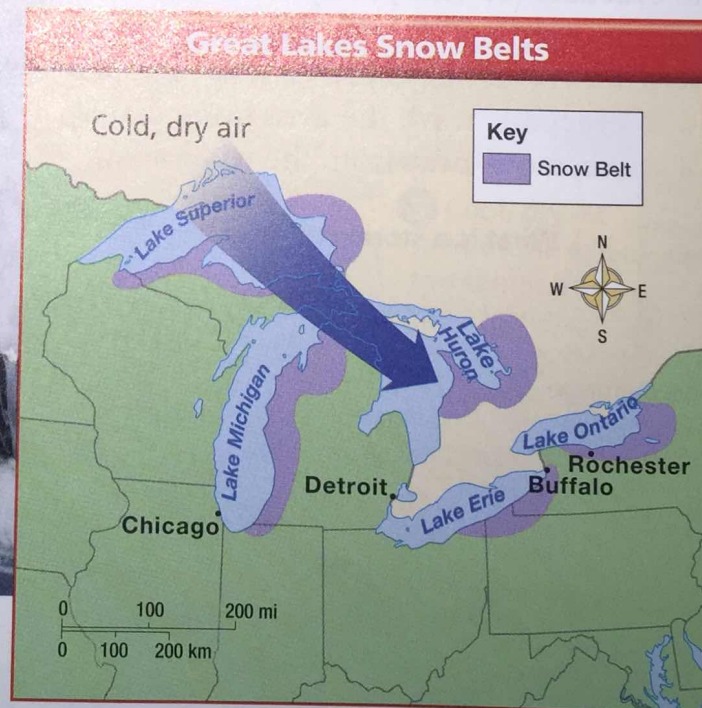 Great Lakes Snow Belts
Cold, dry air
Key
Snow Belt
N
W
E
S
Lake Superior
Lake
Huron
Lake Michigan
Lake Ontario
Rochester
Buffalo
Detroit
Lake Erie
Chicago
0 100 200 mi
0 100 200 km